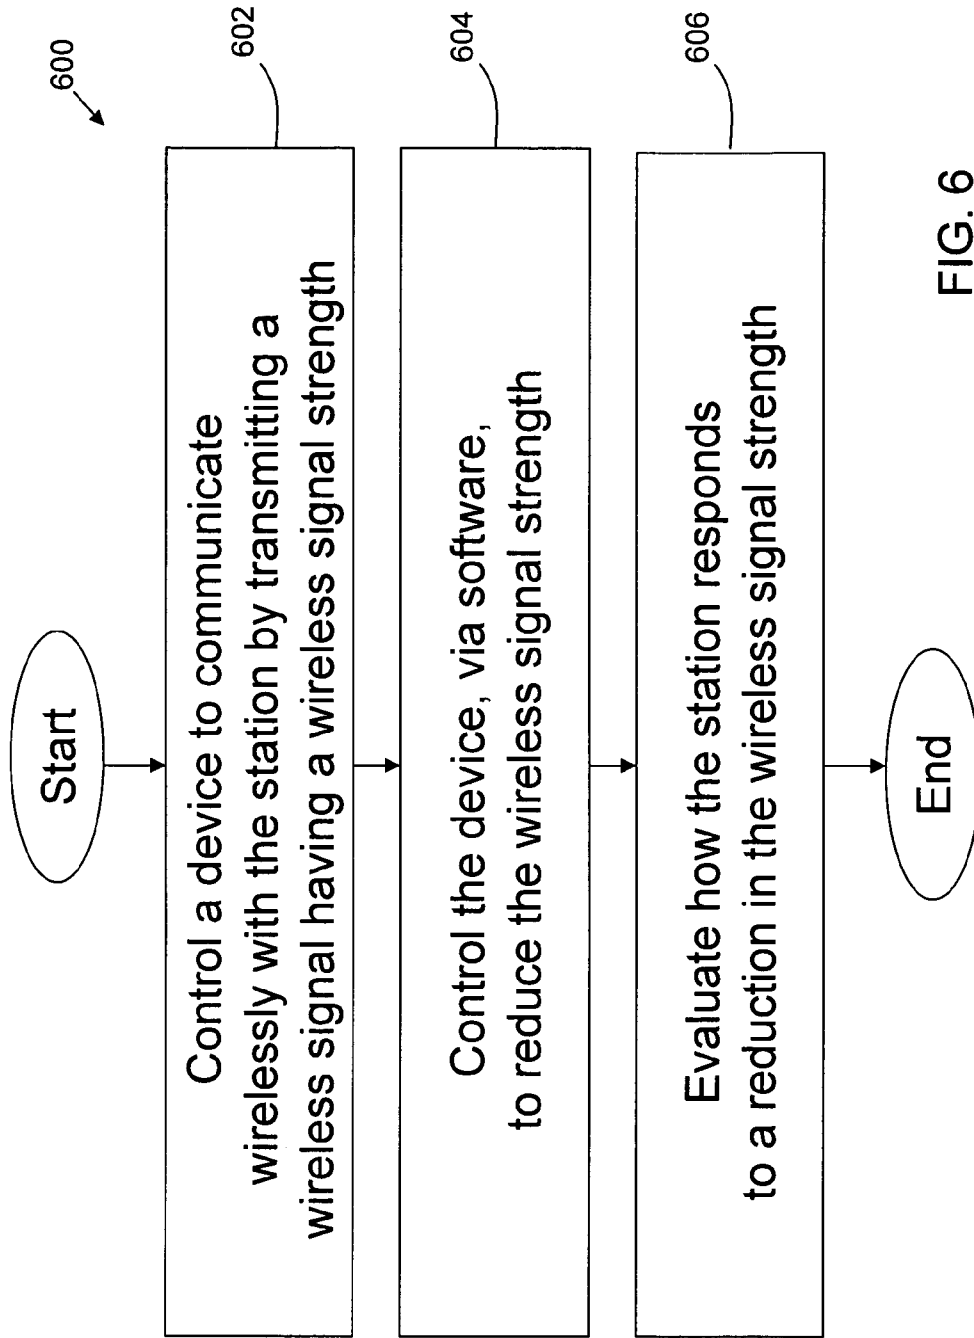 600
Start
Control a device to communicate
wirelessly with the station by transmitting a
wireless signal having a wireless signal strength
602
Control the device, via software,
to reduce the wireless signal strength
604
Evaluate how the station responds
to a reduction in the wireless signal strength
606
End
FIG. 6